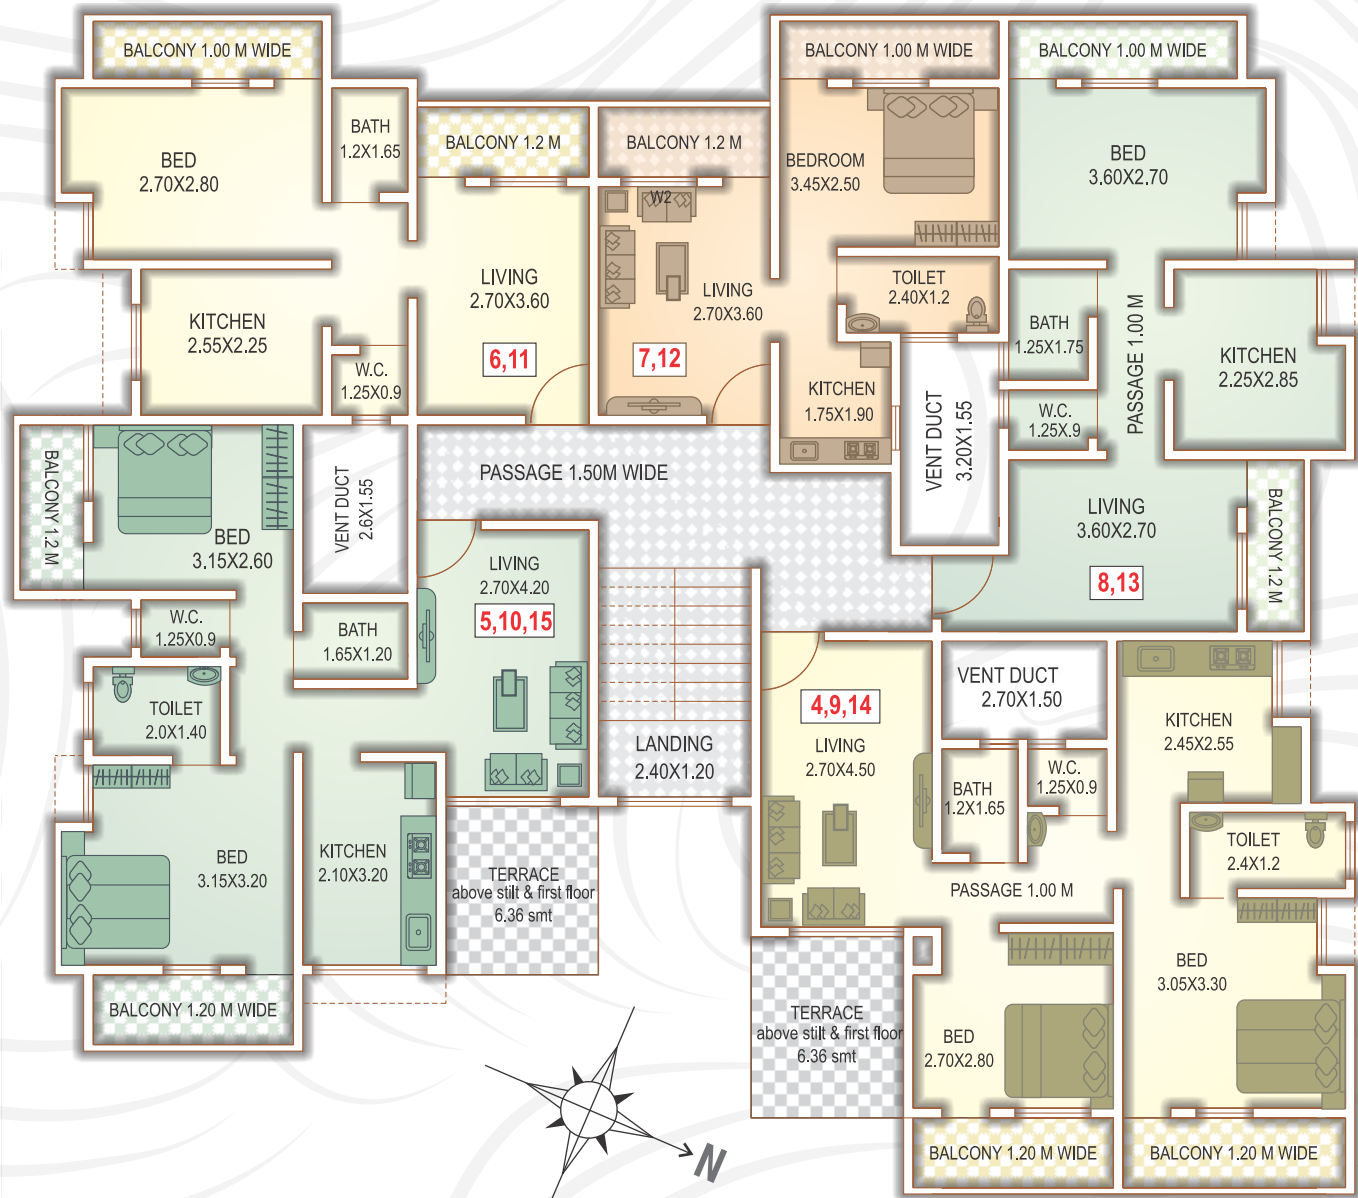 BALCONY 1.00 M WIDE
BED
2.70X2.80
BATH
1.2X1.65
BALCONY 1.2 M
LIVING
2.70X3.60
6,11
KITCHEN
2.55X2.25
W.C.
1.25X0.9
BALCONY 1.2 M
W2
LIVING
2.70X3.60
7,12
BALCONY 1.00 M WIDE
BEDROOM
3.45X2.50
TOILET
2.40X1.2
KITCHEN
1.75X1.90
VENT DUCT
3.20X1.55
BALCONY 1.00 M WIDE
BED
3.60X2.70
BATH
1.25X1.75
PASSAGE 1.00 M
KITCHEN
2.25X2.85
W.C.
1.25X.9
LIVING
3.60X2.70
8,13
BALCONY 1.2 M
PASSAGE 1.50M WIDE
BALCONY 1.2 M
BED
3.15X2.60
VENT DUCT
2.6X1.55
LIVING
2.70X4.20
5,10,15
W.C.
1.25X0.9
BATH
1.65X1.20
TOILET
2.0X1.40
BED
3.15X3.20
KITCHEN
2.10X3.20
BALCONY 1.20 M WIDE
TERRACE
above stilt & first floor
6.36 smt
LANDING
2.40X1.20
4,9,14
LIVING
2.70X4.50
VENT DUCT
2.70X1.50
BATH
1.2X1.65
W.C.
1.25X0.9
KITCHEN
2.45X2.55
TOILET
2.4X1.2
PASSAGE 1.00 M
BED
3.05X3.30
BED
2.70X2.80
TERRACE
above stilt & first floor
6.36 smt
BALCONY 1.20 M WIDE
BALCONY 1.20 M WIDE
N